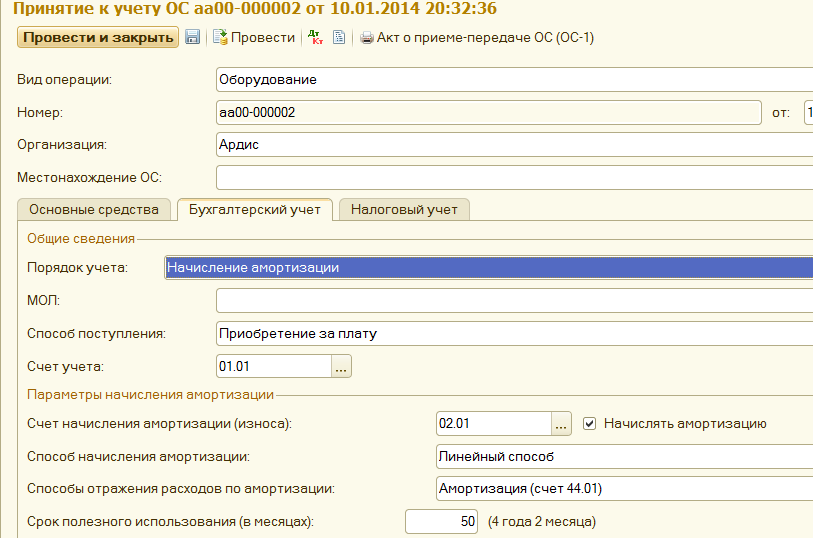 Принятие к учету ОС аа00-000002 от 10.01.2014 20:32:36
Провести и закрыть Провести Дт Кт Акт о приеме-передаче ОС (ОС-1)
Вид операции: Оборудование
Номер: аа00-000002 от: 1
Организация: Ардис
Местонахождение ОС:
Основные средства Бухгалтерский учет Налоговый учет
Общие сведения
Порядок учета: Начисление амортизации
МОЛ:
Способ поступления: Приобретение за плату
Счет учета: 01.01 ...
Параметры начисления амортизации
Счет начисления амортизации (износа): 02.01 ... Начислять амортизацию
Способ начисления амортизации: Линейный способ
Способы отражения расходов по амортизации: Амортизация (счет 44.01)
Срок полезного использования (в месяцах): 50 (4 года 2 месяца)